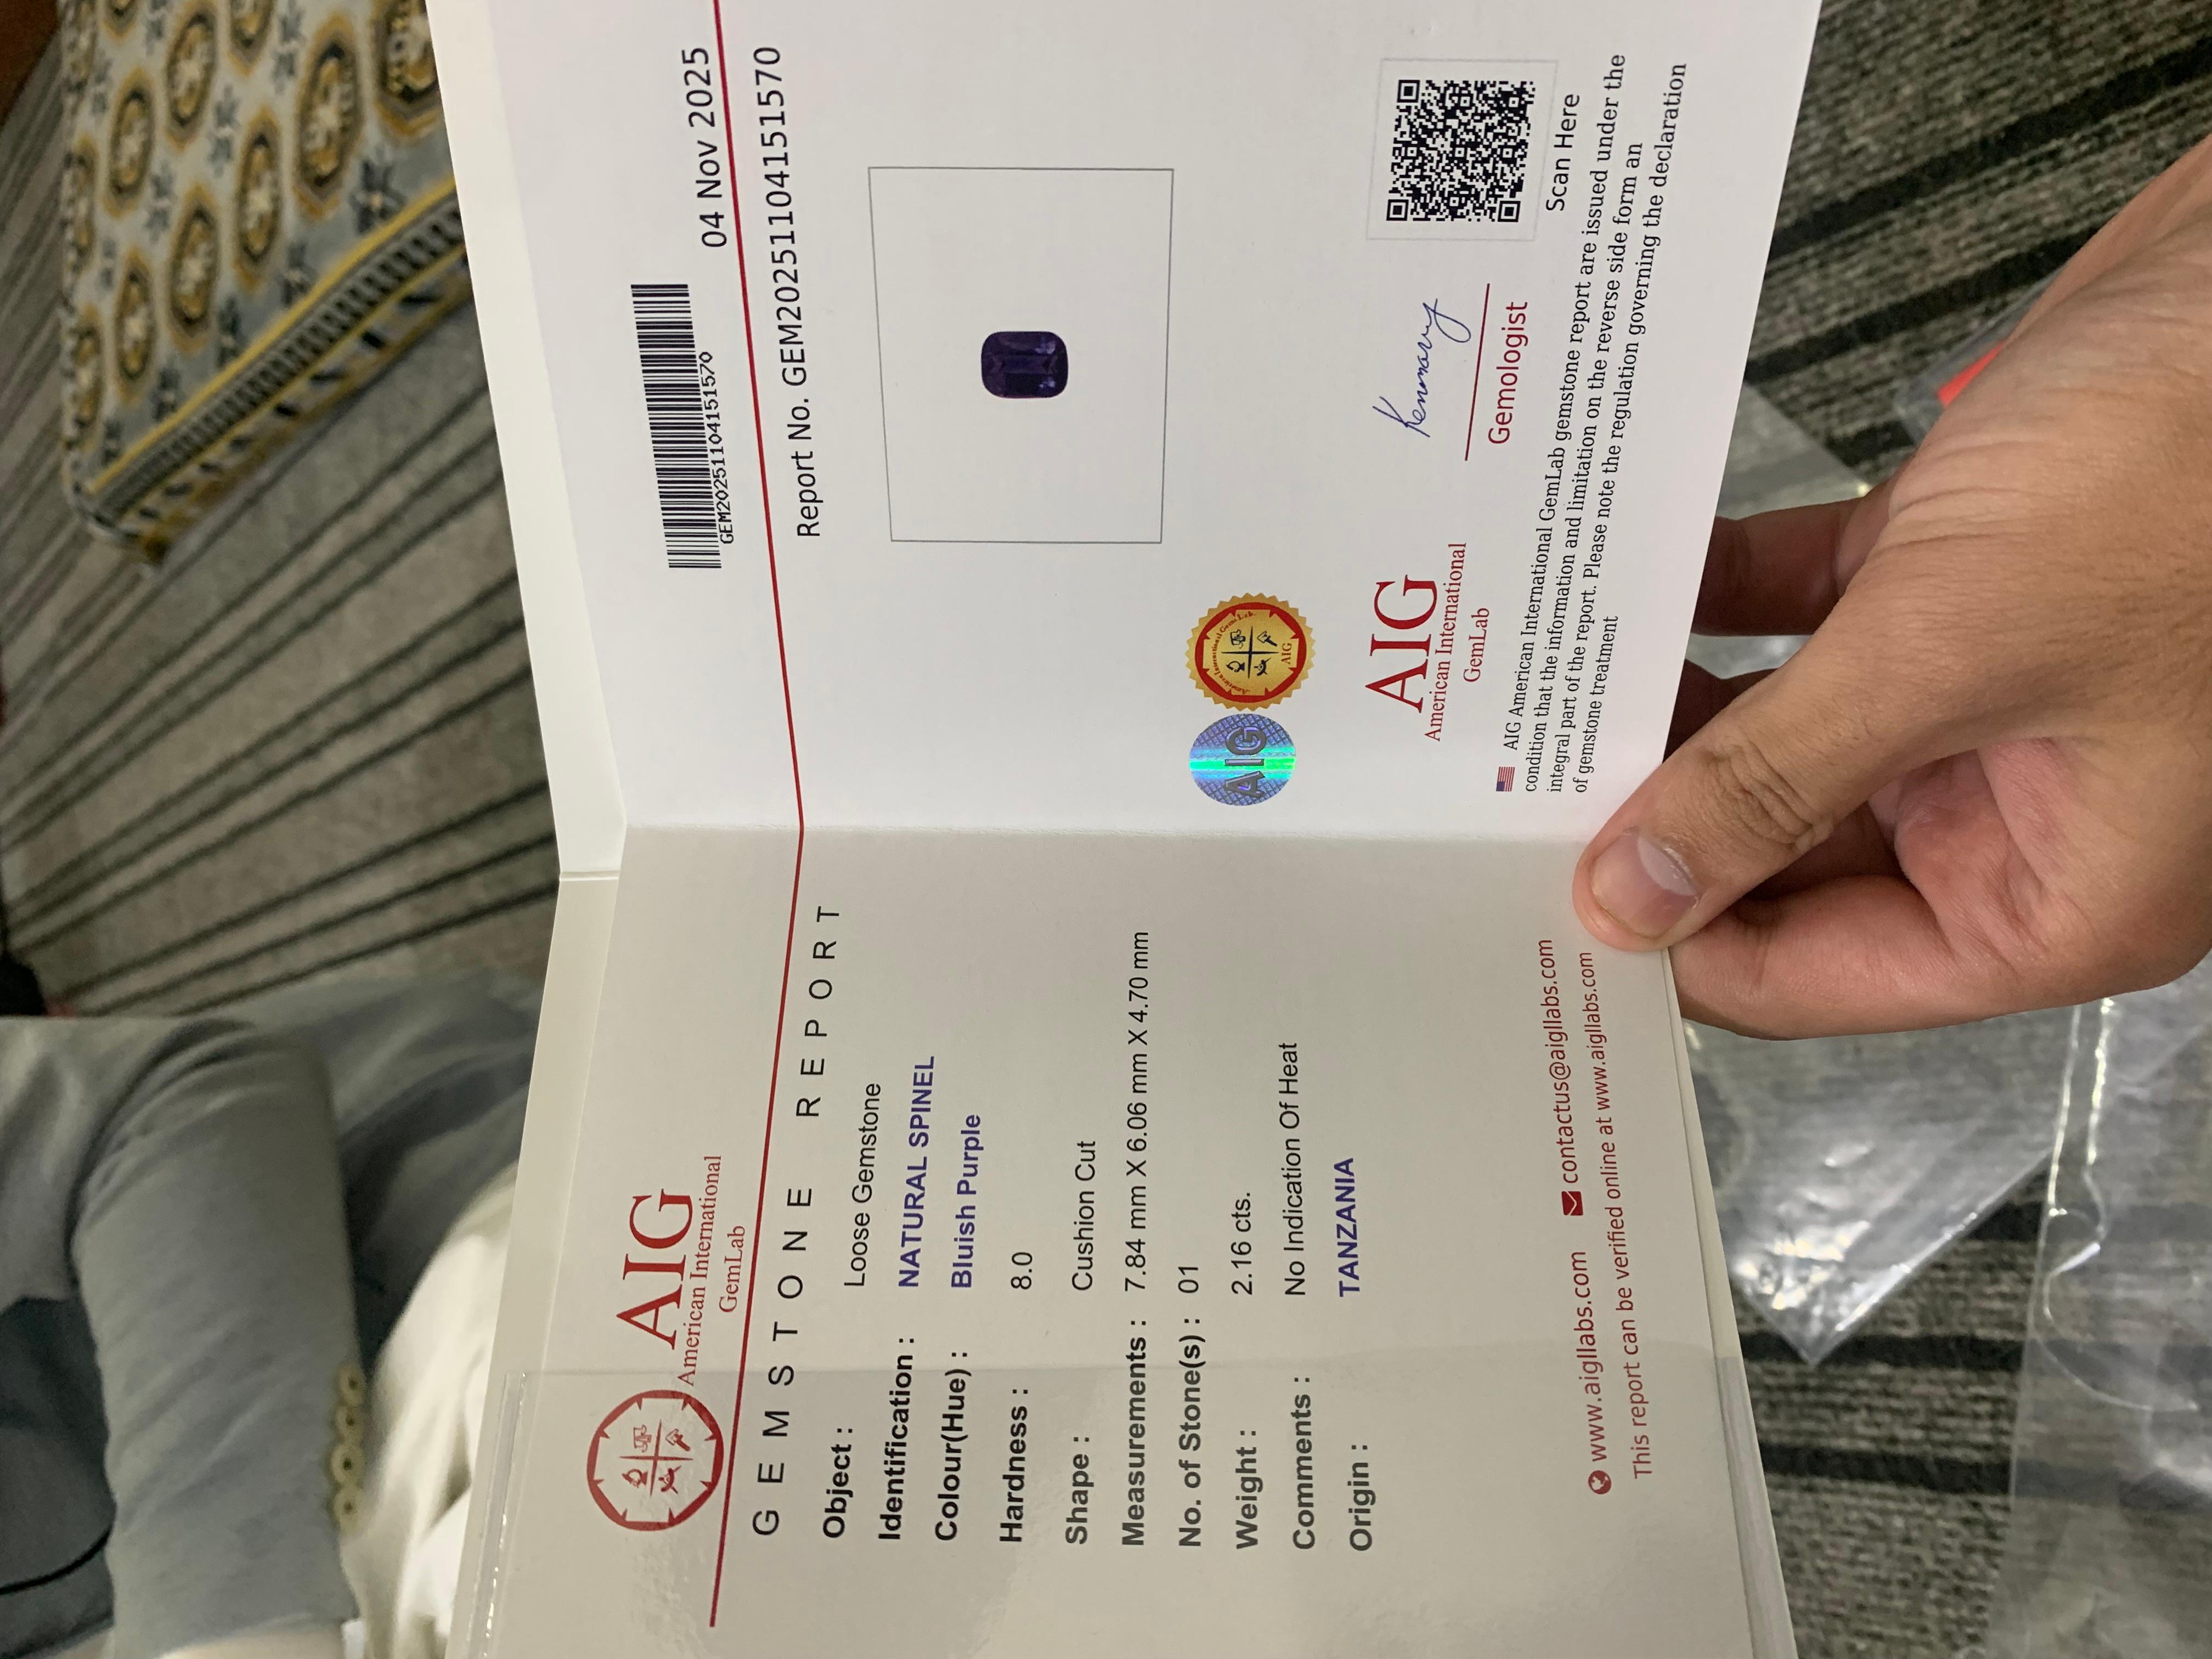 AIG
American International
GemLab
GEMSTONE REPORT
Object : Loose Gemstone
Identification : NATURAL SPINEL
Colour(Hue) : Bluish Purple
Hardness : 8.0
Shape : Cushion Cut
Measurements : 7.84 mm X 6.06 mm X 4.70 mm
No. of Stone(s) : 01
Weight : 2.16 cts.
Comments : No Indication Of Heat
Origin : TANZANIA
www.aigllabs.com contactus@aigllabs.com
This report can be verified online at www.aigllabs.com
GEM20251104151570
04 Nov 2025
Report No. GEM20251104151570
AIG
American International Gems Lab.
AIG
AIG
American International
GemLab
Gemologist
Scan Here
AIG American International GemLab gemstone report are issued under the
condition that the information and limitation on the reverse side form an
integral part of the report. Please note the regulation governing the declaration
of gemstone treatment